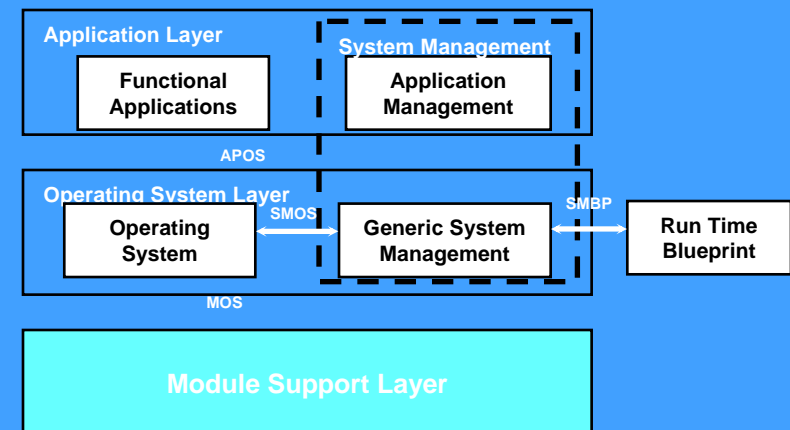 Application Layer
System Management
Functional
Applications
Application
Management
APOS
Operating System Layer
SMOS
SMBP
Operating
System
Generic System
Management
Run Time
Blueprint
MOS
Module Support Layer